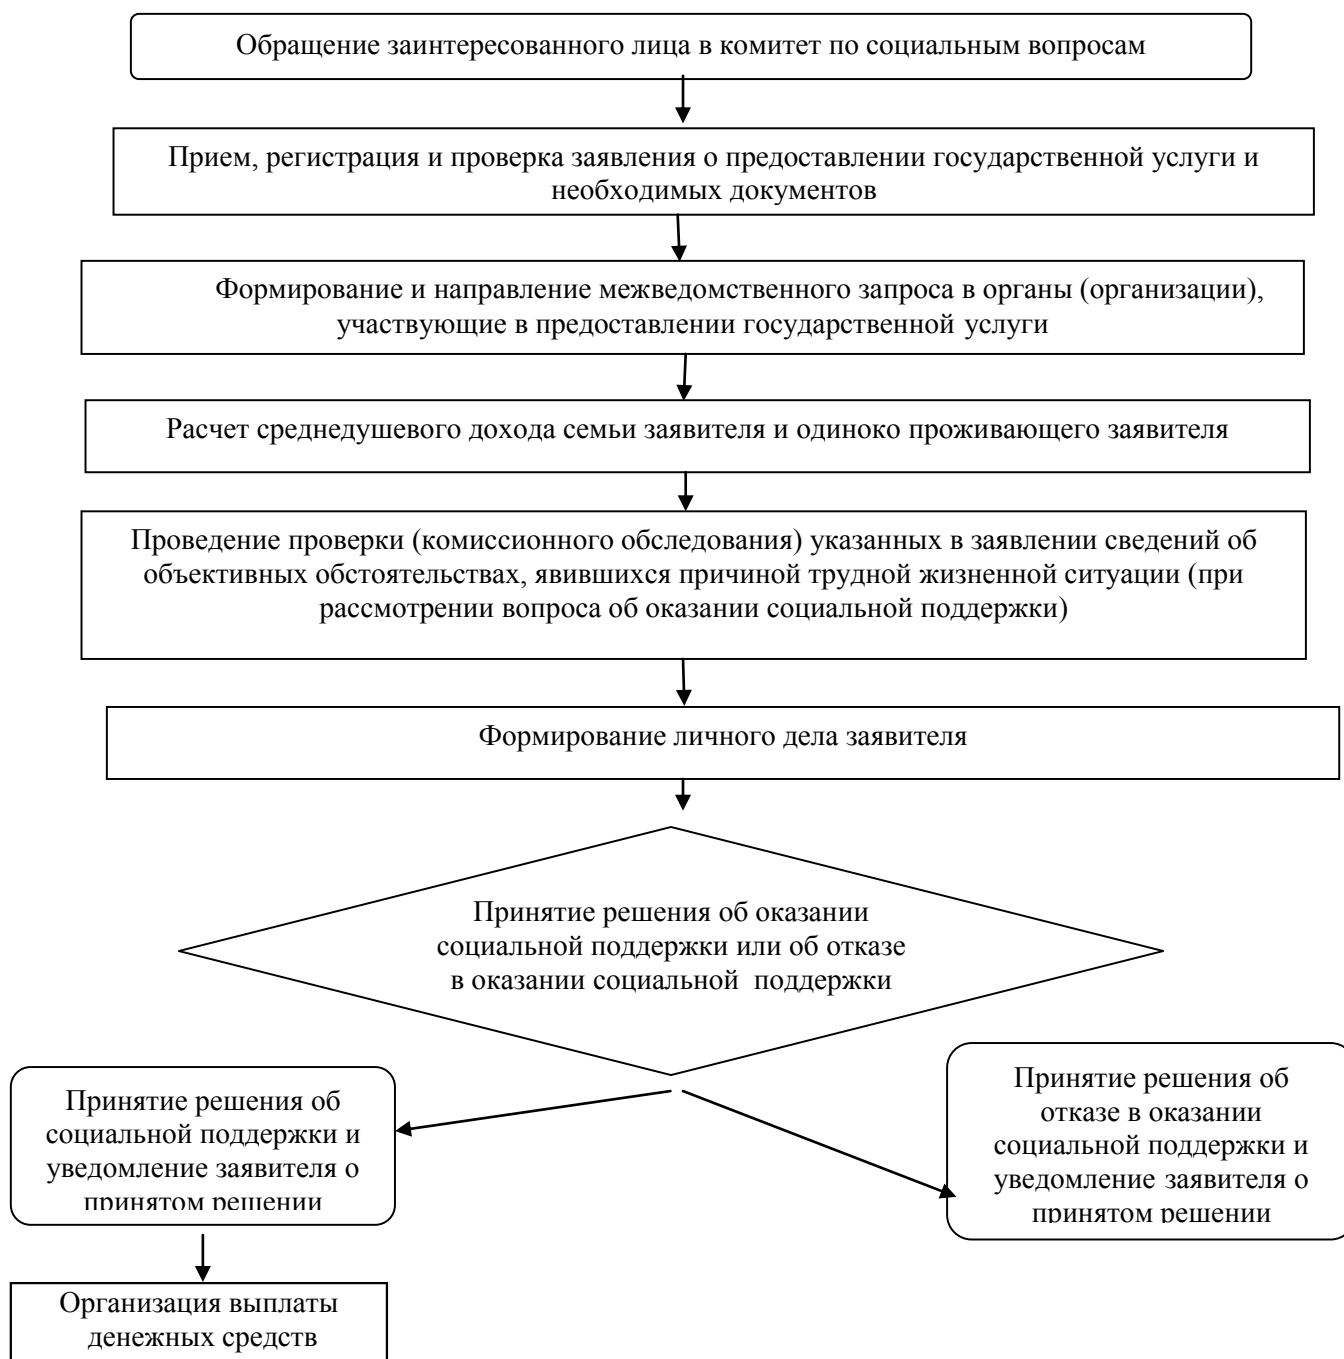 Обращение заинтересованного лица в комитет по социальным вопросам
Прием, регистрация и проверка заявления о предоставлении государственной услуги и
необходимых документов
Формирование и направление межведомственного запроса в органы (организации),
участвующие в предоставлении государственной услуги
Расчет среднедушевого дохода семьи заявителя и одиноко проживающего заявителя
Проведение проверки (комиссионного обследования) указанных в заявлении сведений об
объективных обстоятельствах, явившихся причиной трудной жизненной ситуации (при
рассмотрении вопроса об оказании социальной поддержки)
Формирование личного дела заявителя
Принятие решения об оказании
социальной поддержки или об отказе
в оказании социальной поддержки
Принятие решения об
социальной поддержки и
уведомление заявителя о
принятом решении
Принятие решения об
отказе в оказании
социальной поддержки и
уведомление заявителя о
принятом решении
Организация выплаты
денежных средств